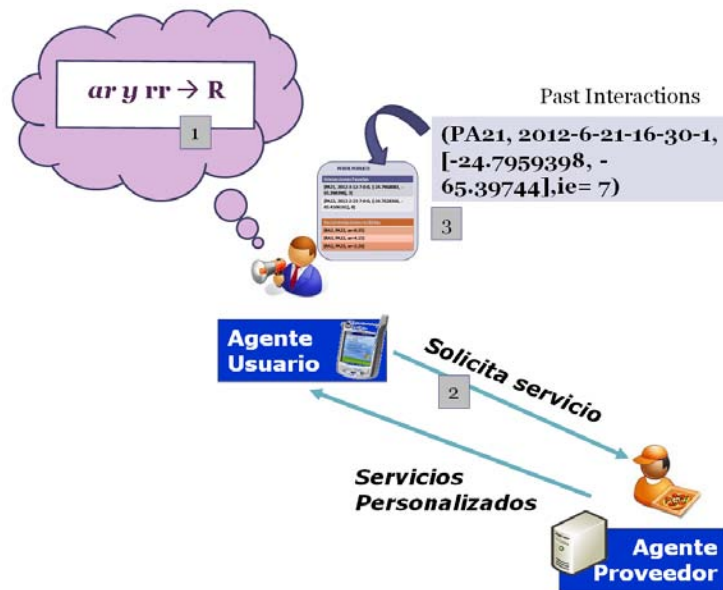 ar y rr → R
1
Past Interactions
(PA21, 2012-6-21-16-30-1,
[-24.7959398, -
65.39744],ie= 7)
3
Agente
Usuario
Solicita servicio
2
Servicios
Personalizados
Agente
Proveedor